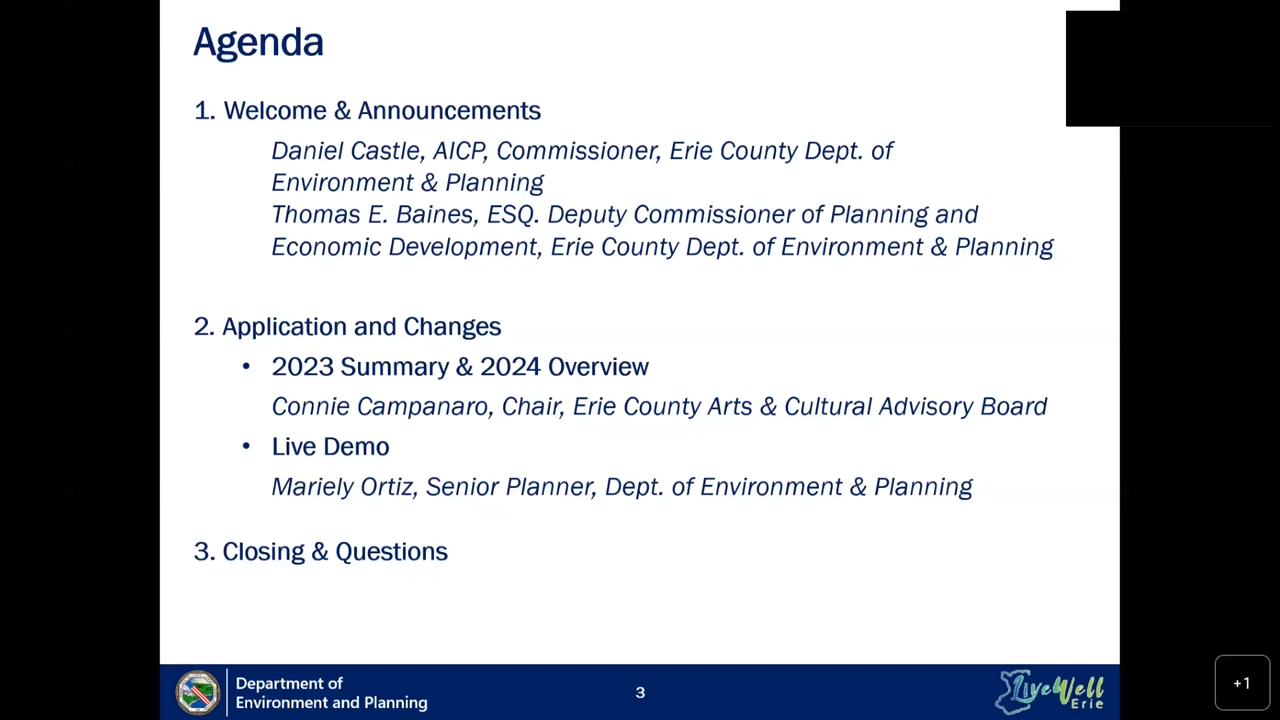 Agenda
1. Welcome & Announcements
Daniel Castle, AICP, Commissioner, Erie County Dept. of
Environment & Planning
Thomas E. Baines, ESQ. Deputy Commissioner of Planning and
Economic Development, Erie County Dept. of Environment & Planning
2. Application and Changes
• 2023 Summary & 2024 Overview
Connie Campanaro, Chair, Erie County Arts & Cultural Advisory Board
• Live Demo
Mariely Ortiz, Senior Planner, Dept. of Environment & Planning
3. Closing & Questions
Department of
Environment and Planning
3
LiveWell
Erie
+1